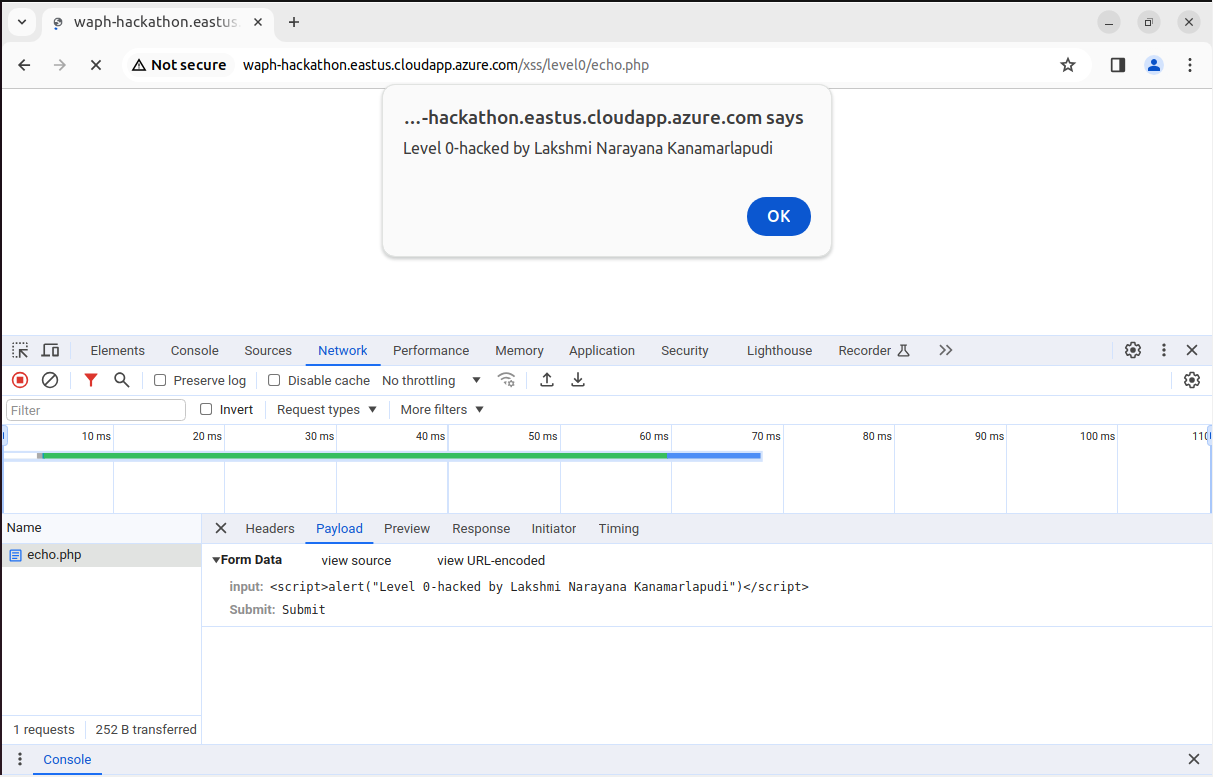 waph-hackathon.eastus.
Not secure waph-hackathon.eastus.cloudapp.azure.com/xss/level0/echo.php
...-hackathon.eastus.cloudapp.azure.com says
Level 0-hacked by Lakshmi Narayana Kanamarlapudi
OK
Elements Console Sources Network Performance Memory Application Security Lighthouse Recorder
Preserve log Disable cache No throttling
Filter Invert Request types More filters
10 ms 20 ms 30 ms 40 ms 50 ms 60 ms 70 ms 80 ms 90 ms 100 ms 110
Name Headers Payload Preview Response Initiator Timing
echo.php
Form Data view source view URL-encoded
input: <script>alert("Level 0-hacked by Lakshmi Narayana Kanamarlapudi")</script>
Submit: Submit
1 requests 252 B transferred
Console